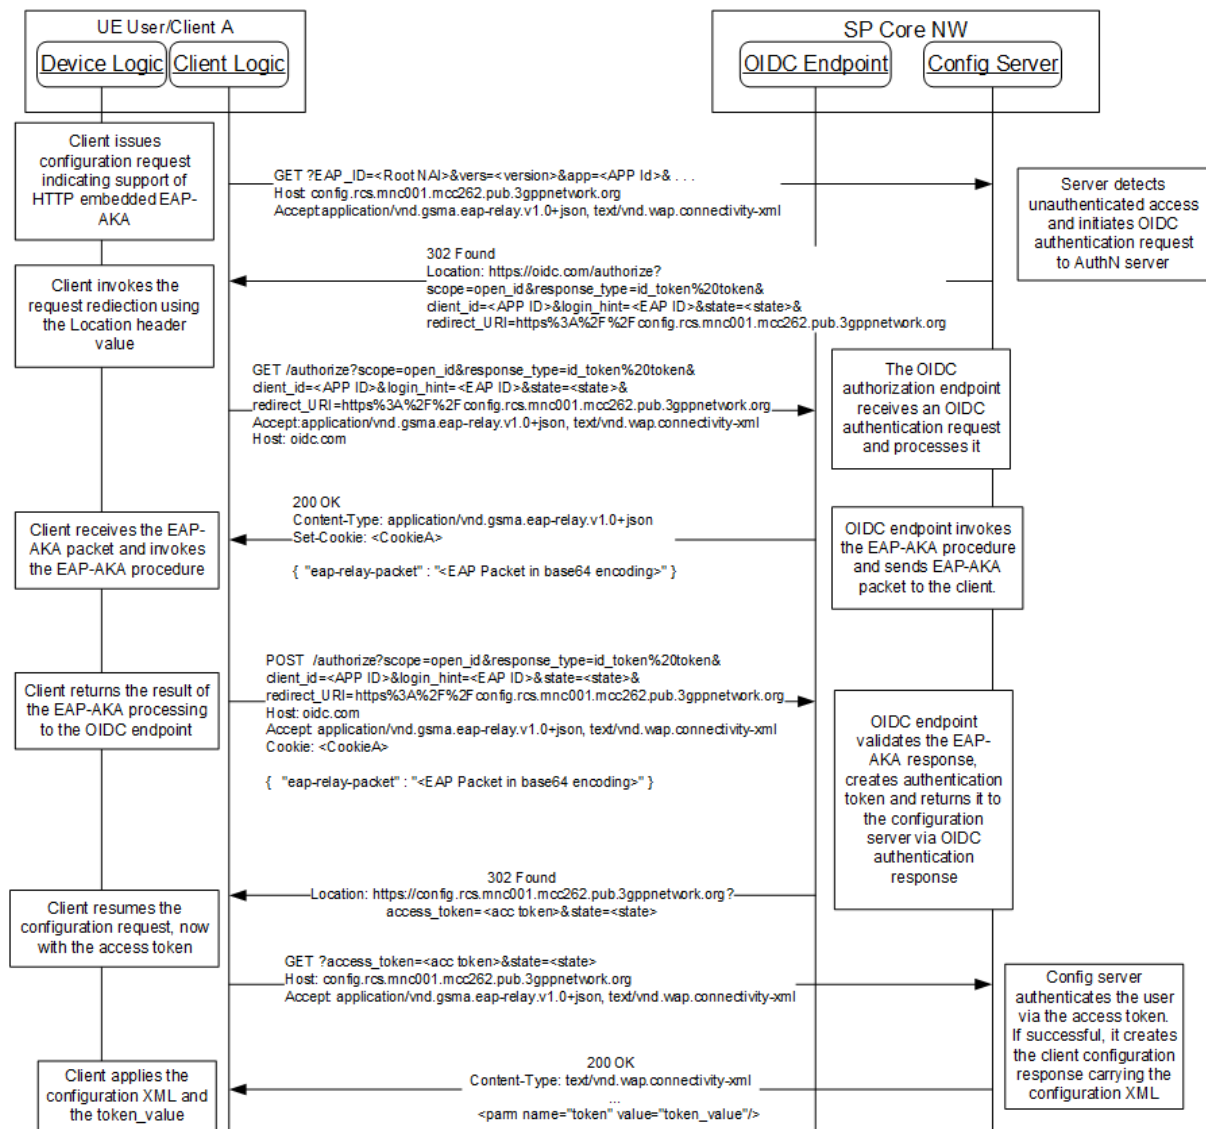 UE User/Client A
SP Core NW
Device Logic
Client Logic
OIDC Endpoint
Config Server
Client issues
configuration request
indicating support of
HTTP embedded EAP-
AKA
GET ?EAP_ID=<Root NAI>&vers=<version>&app=<APP Id>& . . .
Host: config.rcs.mnc001.mcc262.pub.3gppnetwork.org
Accept:application/vnd.gsma.eap-relay.v1.0+json, text/vnd.wap.connectivity-xml
Server detects
unauthenticated access
and initiates OIDC
authentication request
to AuthN server
302 Found
Location: https://oidc.com/authorize?
scope=open_id&response_type=id_token%20token&
client_id=<APP ID>&login_hint=<EAP ID>&state=<state>&
redirect_URI=https%3A%2F%2Fconfig.rcs.mnc001.mcc262.pub.3gppnetwork.org
Client invokes the
request rediection using
the Location header
value
GET /authorize?scope=open_id&response_type=id_token%20token&
client_id=<APP ID>&login_hint=<EAP ID>&state=<state>&
redirect_URI=https%3A%2F%2Fconfig.rcs.mnc001.mcc262.pub.3gppnetwork.org
Accept:application/vnd.gsma.eap-relay.v1.0+json, text/vnd.wap.connectivity-xml
Host: oidc.com
The OIDC
authorization endpoint
receives an OIDC
authentication request
and processes it
200 OK
Content-Type: application/vnd.gsma.eap-relay.v1.0+json
Set-Cookie: <CookieA>
{ "eap-relay-packet" : "<EAP Packet in base64 encoding>" }
Client receives the EAP-
AKA packet and invokes
the EAP-AKA procedure
OIDC endpoint invokes
the EAP-AKA procedure
and sends EAP-AKA
packet to the client.
POST /authorize?scope=open_id&response_type=id_token%20token&
client_id=<APP ID>&login_hint=<EAP ID>&state=<state>&
redirect_URI=https%3A%2F%2Fconfig.rcs.mnc001.mcc262.pub.3gppnetwork.org
Host: oidc.com
Accept: application/vnd.gsma.eap-relay.v1.0+json, text/vnd.wap.connectivity-xml
Cookie: <CookieA>
{ "eap-relay-packet" : "<EAP Packet in base64 encoding>" }
Client returns the result of
the EAP-AKA processing
to the OIDC endpoint
OIDC endpoint
validates the EAP-
AKA response,
creates authentication
token and returns it to
the configuration
server via OIDC
authentication
response
302 Found
Location: https://config.rcs.mnc001.mcc262.pub.3gppnetwork.org?
access_token=<acc token>&state=<state>
Client resumes the
configuration request, now
with the access token
GET ?access_token=<acc token>&state=<state>
Host: config.rcs.mnc001.mcc262.pub.3gppnetwork.org
Accept: application/vnd.gsma.eap-relay.v1.0+json, text/vnd.wap.connectivity-xml
Config server
authenticates the user
via the access token.
If successful, it creates
the client configuration
response carrying the
configuration XML
200 OK
Content-Type: text/vnd.wap.connectivity-xml
...
<parm name="token" value="token_value"/>
Client applies the
configuration XML and
the token_value